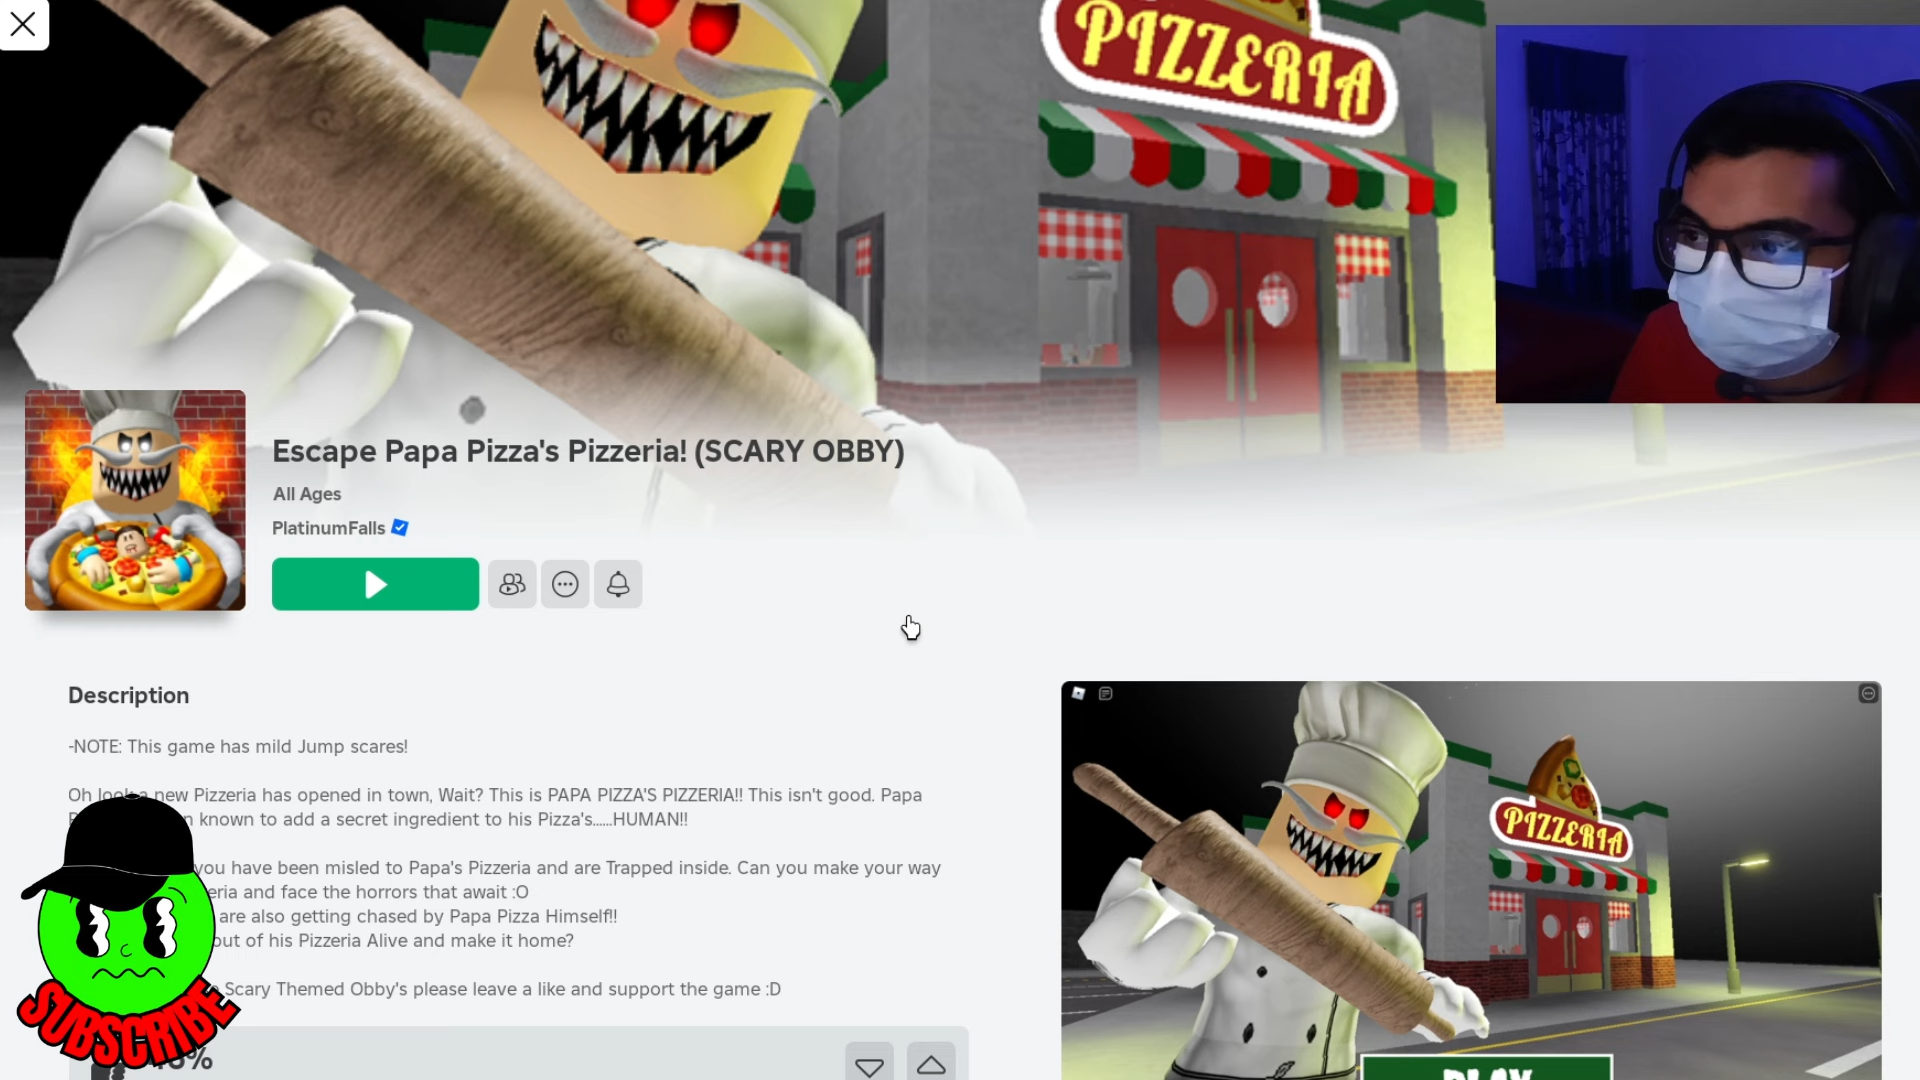 PIZZERIA
Escape Papa Pizza's Pizzeria! (SCARY OBBY)
All Ages
PlatinumFalls
Description
-NOTE: This game has mild Jump scares!
Oh look a new Pizzeria has opened in town, Wait? This is PAPA PIZZA'S PIZZERIA!! This isn't good. Papa
known to add a secret ingredient to his Pizza's......HUMAN!!
you have been misled to Papa's Pizzeria and are Trapped inside. Can you make your way
and face the horrors that await :O
are also getting chased by Papa Pizza Himself!!
out of his Pizzeria Alive and make it home?
Scary Themed Obby's please leave a like and support the game :D
SUBSCRIBE
PIZZERIA
PLAY